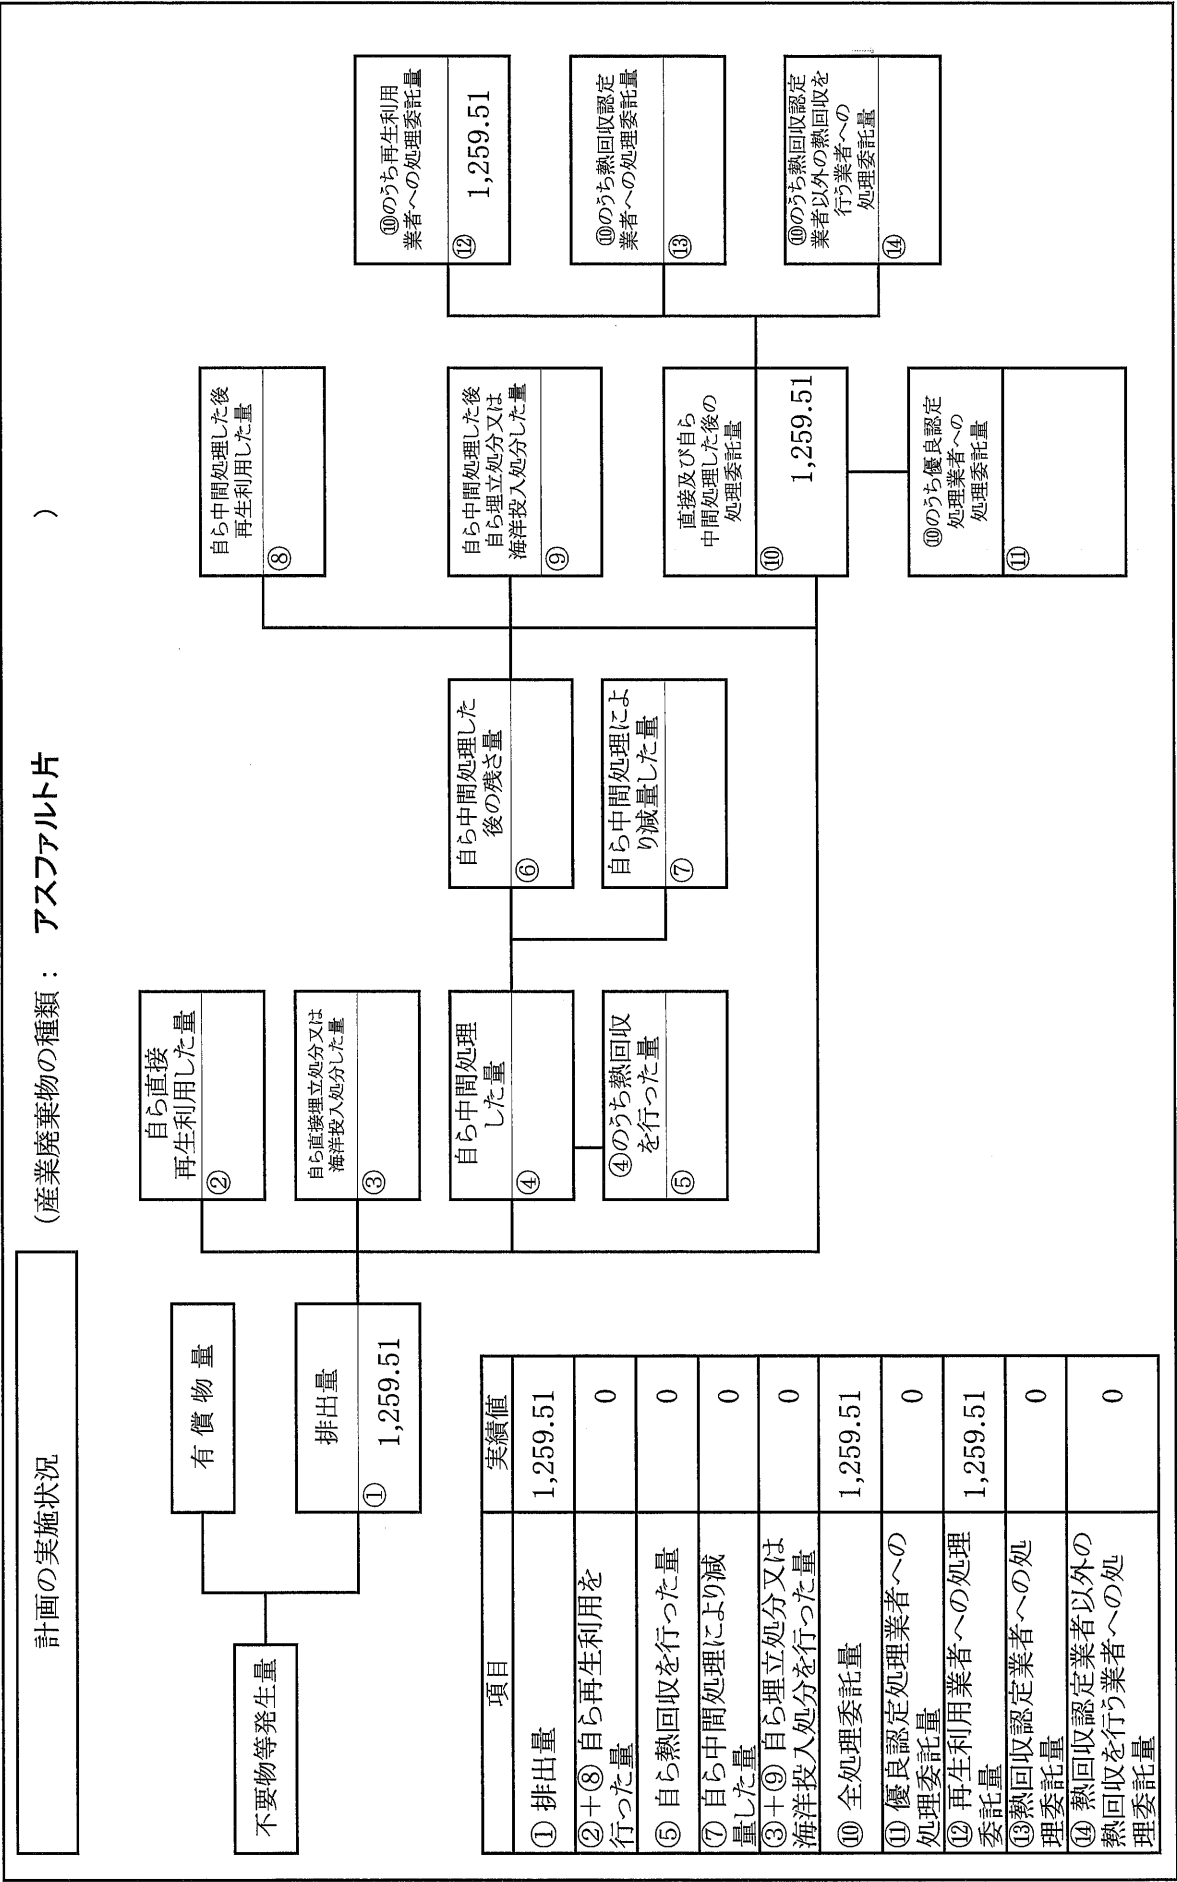 計画の実施状況
(産業廃棄物の種類： アスファルト片 )
不要物等発生量
有償物量
排出量
① 1,259.51
自ら直接
再生利用した量
②
自ら直接埋立処分又は
海洋投入処分した量
③
自ら中間処理
した量
④
④のうち熱回収
を行った量
⑤
自ら中間処理した
後の残さ量
⑥
自ら中間処理によ
り減量した量
⑦
自ら中間処理した後
再生利用した量
⑧
自ら中間処理した後
自ら埋立処分又は
海洋投入処分した量
⑨
直接及び自ら
中間処理した後の
処理委託量
⑩ 1,259.51
⑩のうち優良認定
処理業者への
処理委託量
⑪
⑩のうち再生利用
業者への処理委託量
⑫ 1,259.51
⑩のうち熱回収認定
業者への処理委託量
⑬
⑩のうち熱回収認定
業者以外の熱回収を
行う業者への
処理委託量
⑭
項目 実績値
① 排出量 1,259.51
②＋⑧ 自ら再生利用を
行った量 0
⑤ 自ら熱回収を行った量 0
⑦ 自ら中間処理により減
量した量 0
③＋⑨ 自ら埋立処分又は
海洋投入処分を行った量 0
⑩ 全処理委託量 1,259.51
⑪ 優良認定処理業者への
処理委託量 0
⑫ 再生利用業者への処理
委託量 1,259.51
⑬熱回収認定業者への処
理委託量 0
⑭ 熱回収認定業者以外の
熱回収を行う業者への処
理委託量 0